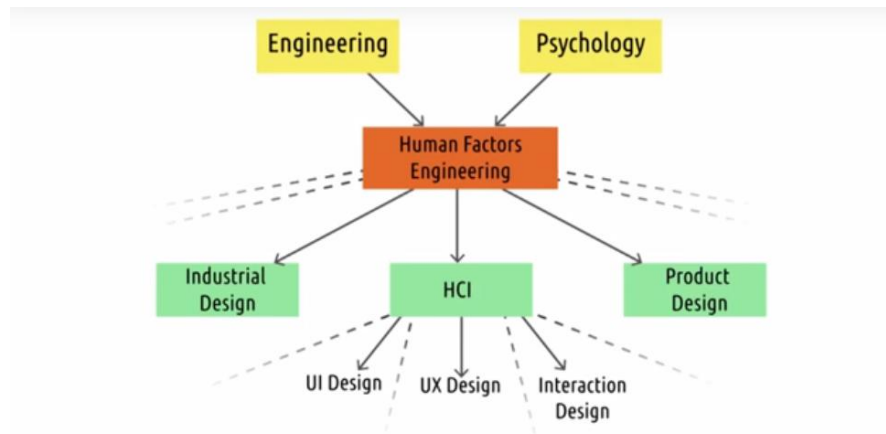 Engineering
Psychology
Human Factors
Engineering
Industrial
Design
HCI
Product
Design
UI Design
UX Design
Interaction
Design